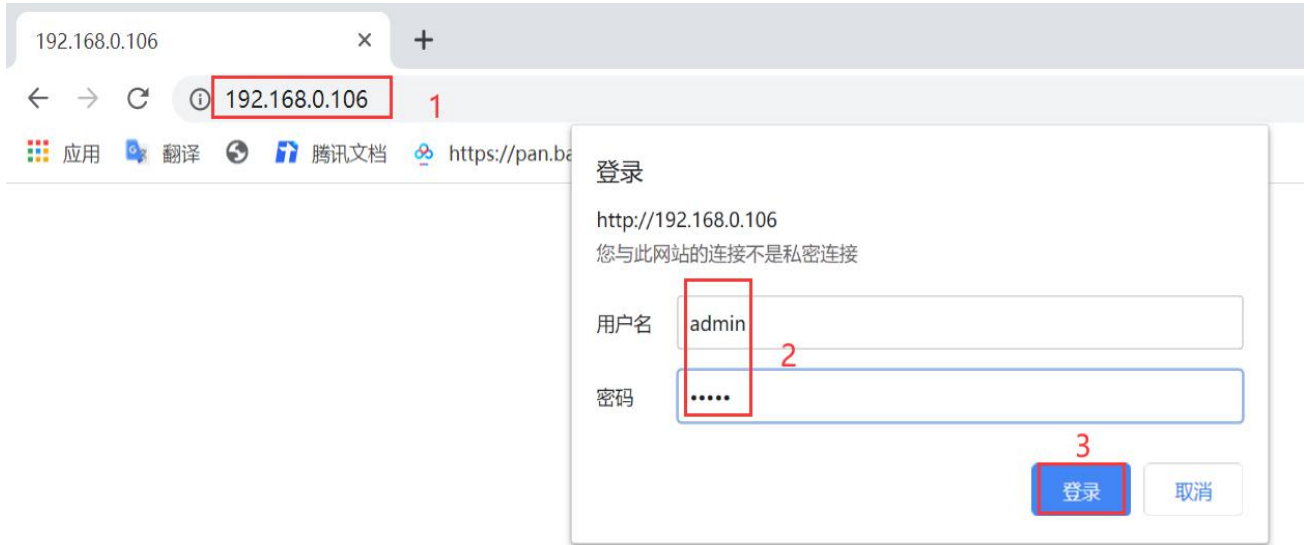 192.168.0.106
192.168.0.106 1
应用 翻译 腾讯文档 https://pan.ba
登录
http://192.168.0.106
您与此网站的连接不是私密连接
用户名 admin
2
密码 •••••
3
登录 取消